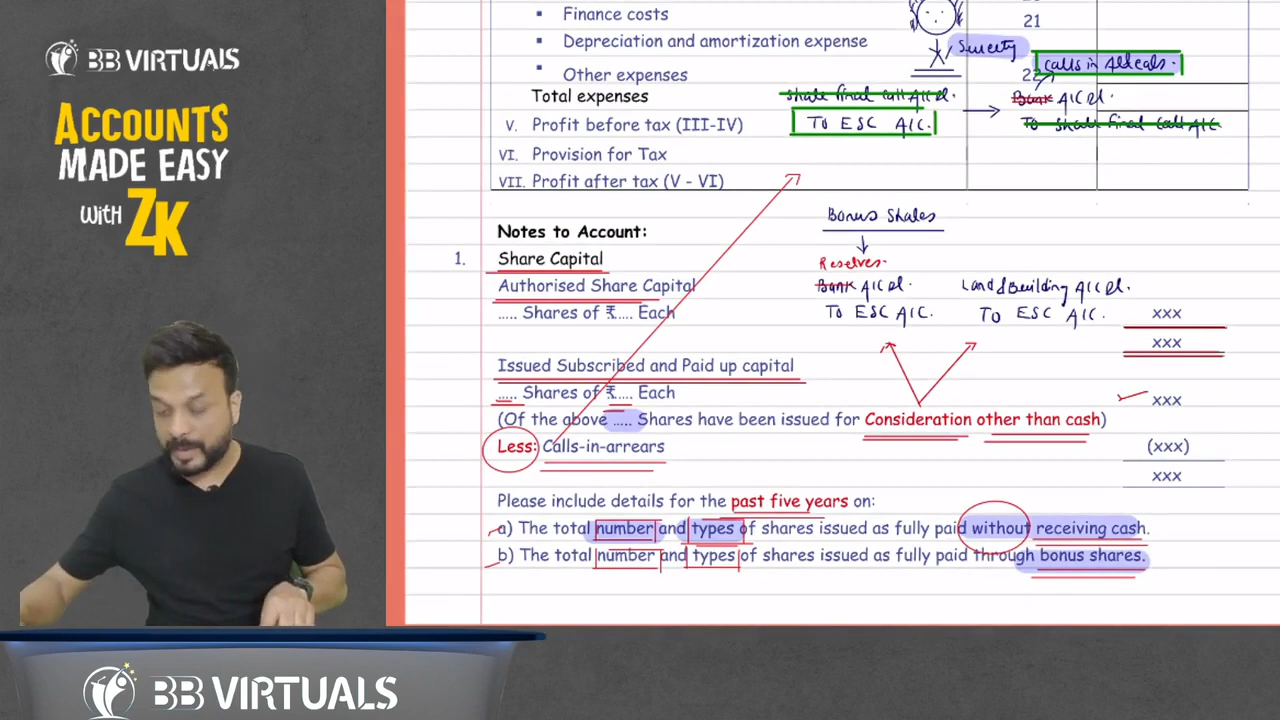 BB VIRTUALS
ACCOUNTS
MADE EASY
with ZK
▪ Finance costs
21
▪ Depreciation and amortization expense
Security
▪ Other expenses
22
Calls in Arrears.
Total expenses
Share final call A/C Dr.
Bank A/C Dr.
V. Profit before tax (III-IV)
TO ESC A/C.
To Share final call A/C
VI. Provision for Tax
VII. Profit after tax (V - VI)
Bonus Shares
Notes to Account:
1. Share Capital
Reserves.
Authorised Share Capital
Bank A/C Dr.
Land & Building A/C Dr.
..... Shares of ₹..... Each
TO ESC A/C.
TO ESC A/C.
xxx
xxx
Issued Subscribed and Paid up capital
..... Shares of ₹..... Each
xxx
(Of the above ..... Shares have been issued for Consideration other than cash)
Less: Calls-in-arrears
(xxx)
xxx
Please include details for the past five years on:
a) The total number and types of shares issued as fully paid without receiving cash.
b) The total number and types of shares issued as fully paid through bonus shares.
BB VIRTUALS